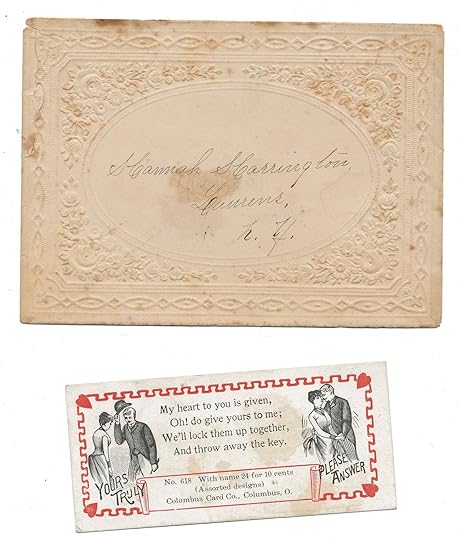 Hannah Harrington,
Laurens,
N. Y.
My heart to you is given,
Oh! do give yours to me;
We'll lock them up together,
And throw away the key.
YOURS TRULY
PLEASE ANSWER
No. 618 With name 24 for 10 cents
(Assorted designs)
Columbus Card Co., Columbus, O.